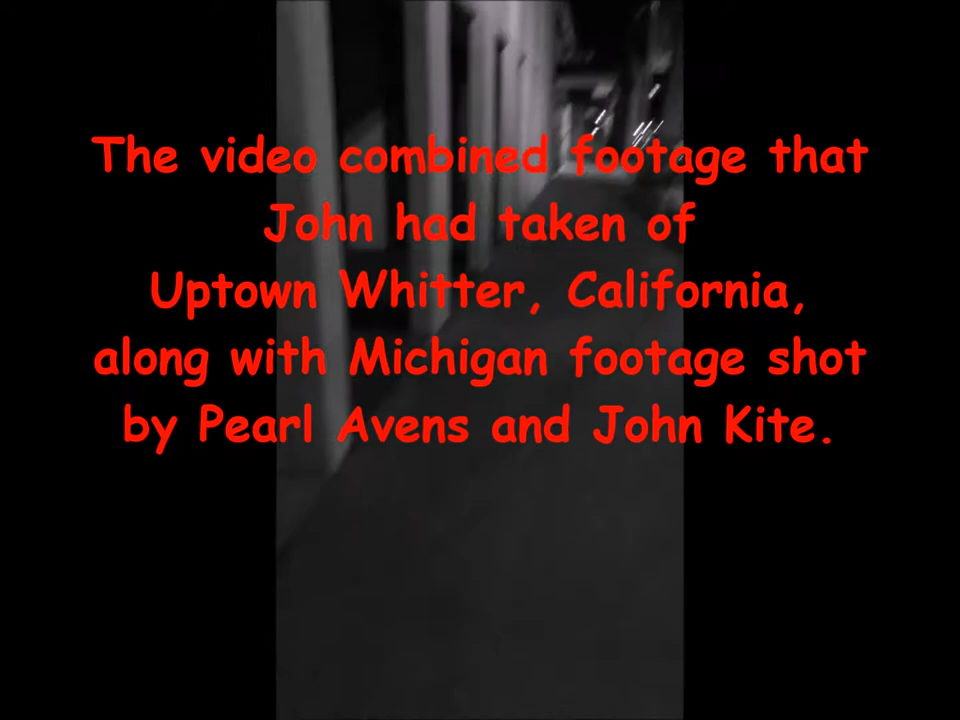 The video combined footage that
John had taken of
Uptown Whitter, California,
along with Michigan footage shot
by Pearl Avens and John Kite.